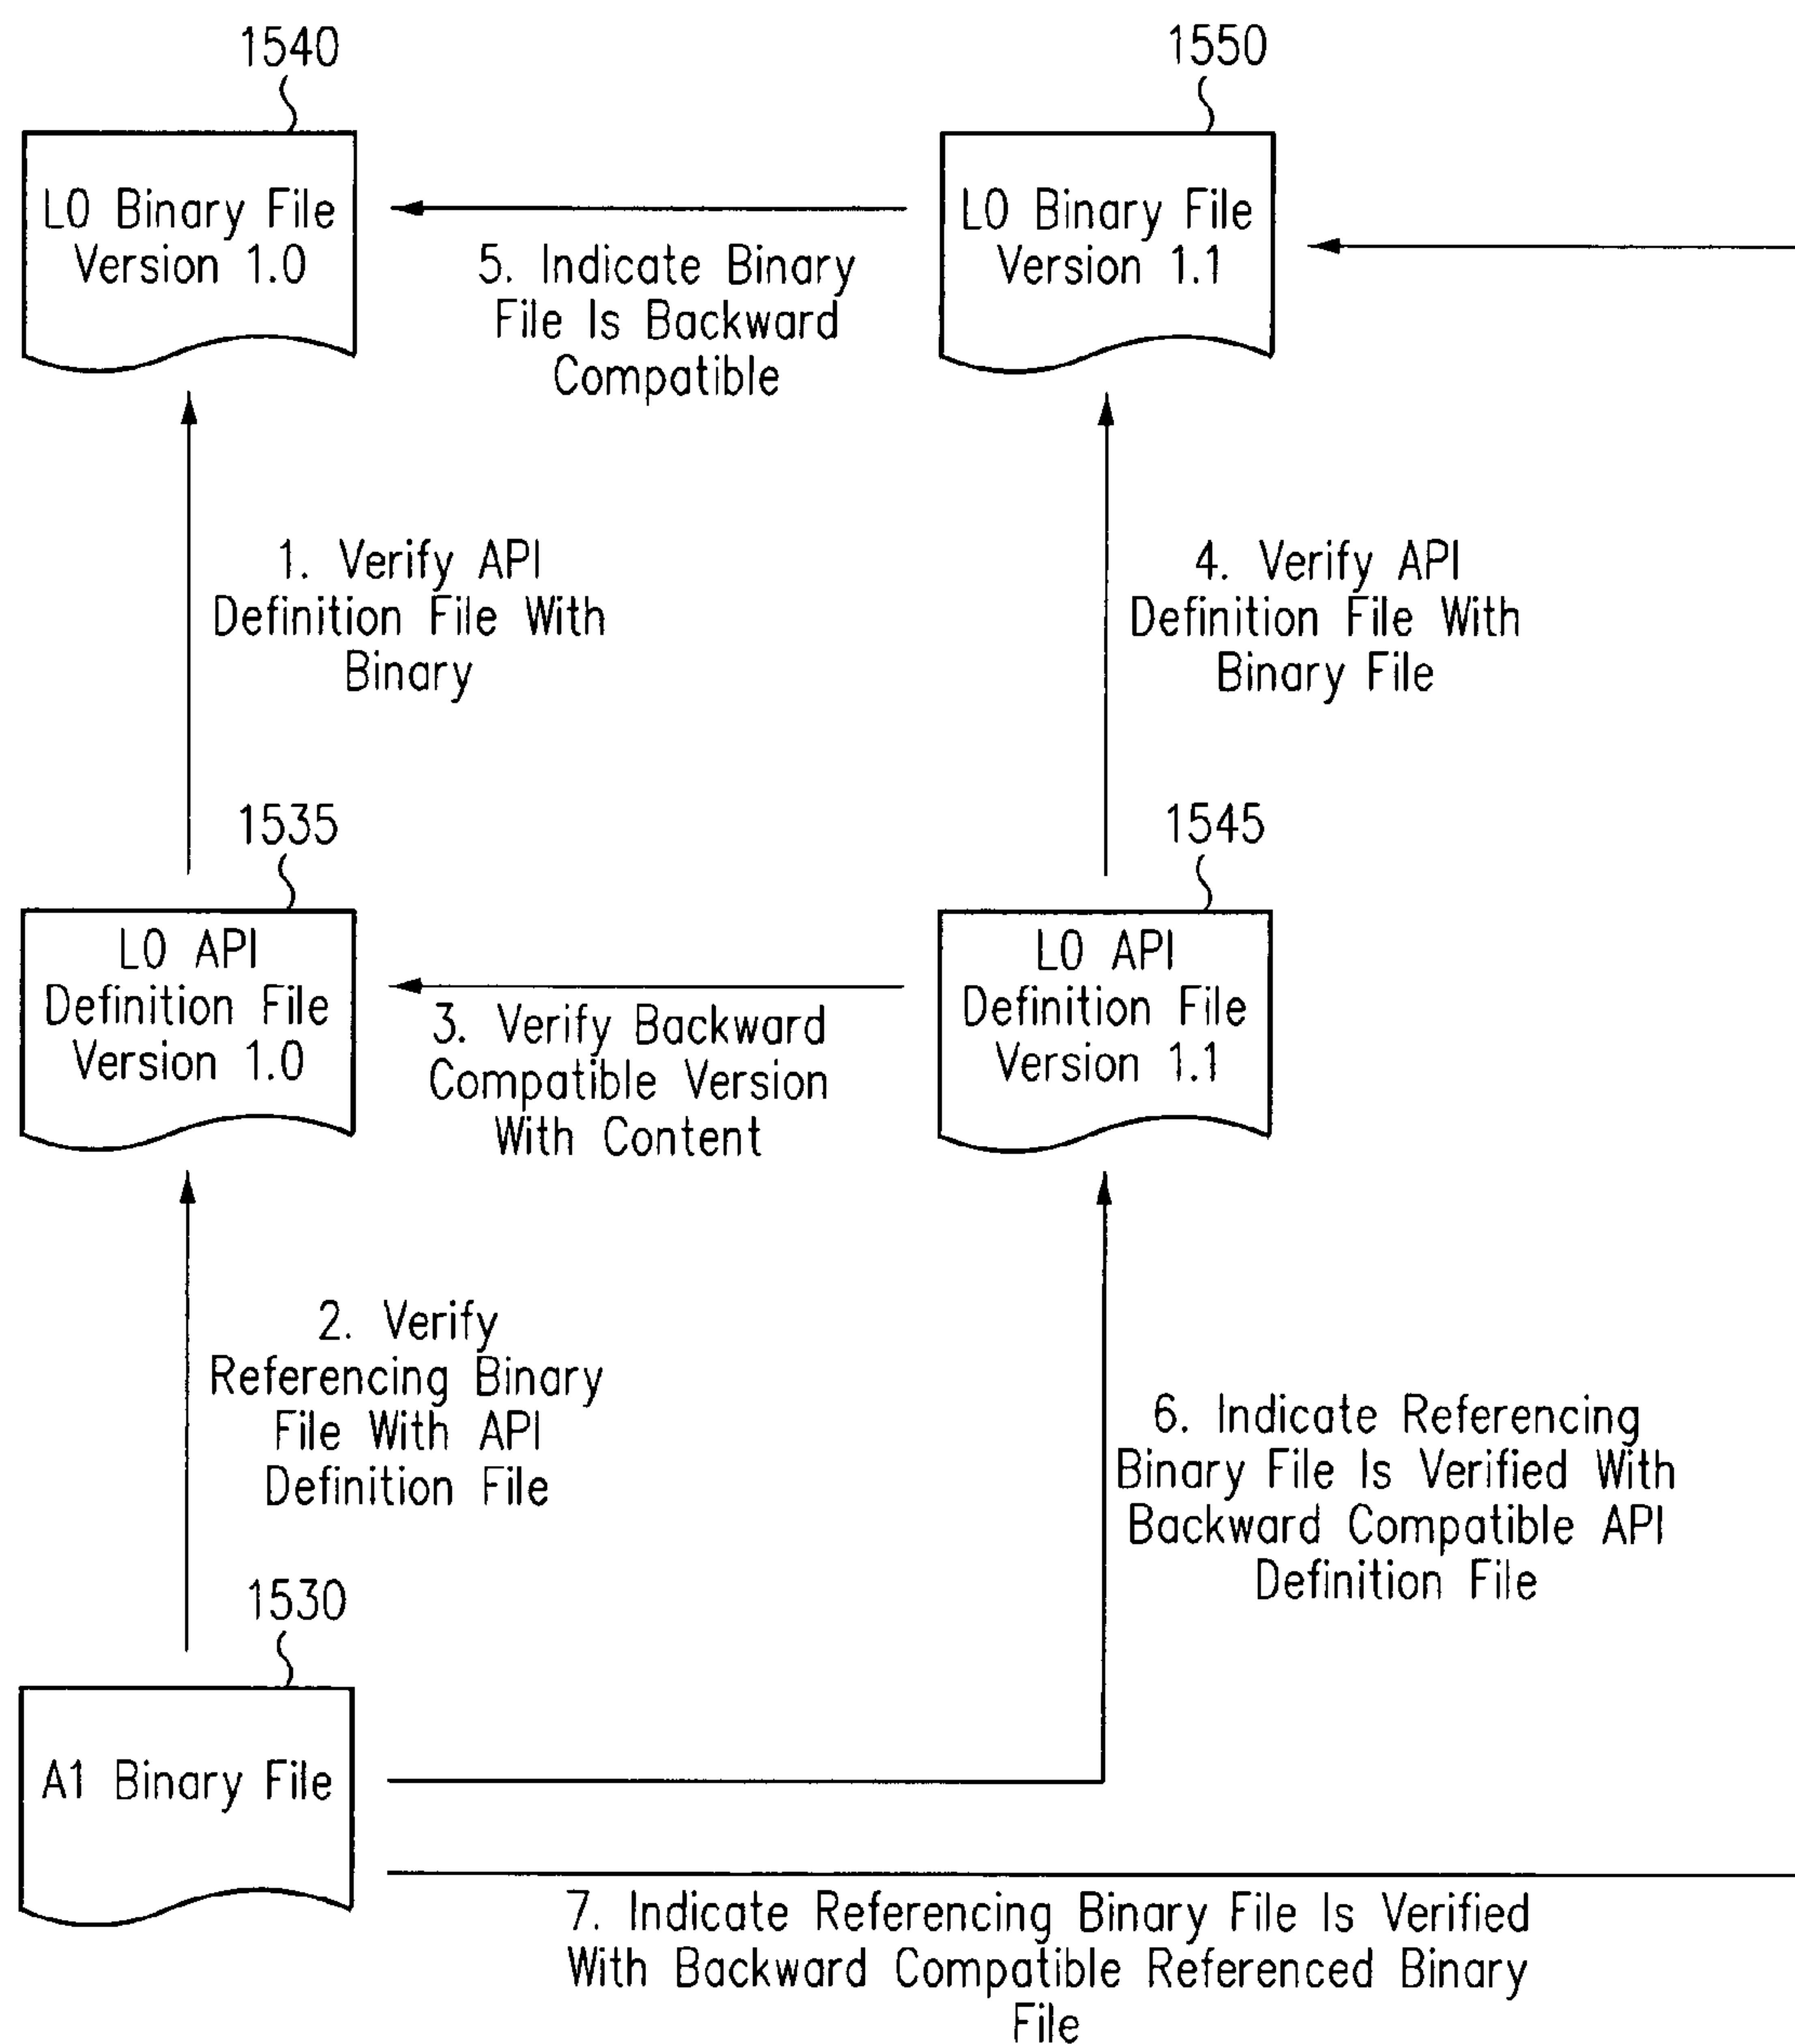 1540
1550
L0 Binary File
Version 1.0
L0 Binary File
Version 1.1
5. Indicate Binary
File Is Backward
Compatible
1. Verify API
Definition File With
Binary
4. Verify API
Definition File With
Binary File
1535
1545
L0 API
Definition File
Version 1.0
L0 API
Definition File
Version 1.1
3. Verify Backward
Compatible Version
With Content
2. Verify
Referencing Binary
File With API
Definition File
6. Indicate Referencing
Binary File Is Verified With
Backward Compatible API
Definition File
1530
A1 Binary File
7. Indicate Referencing Binary File Is Verified
With Backward Compatible Referenced Binary
File